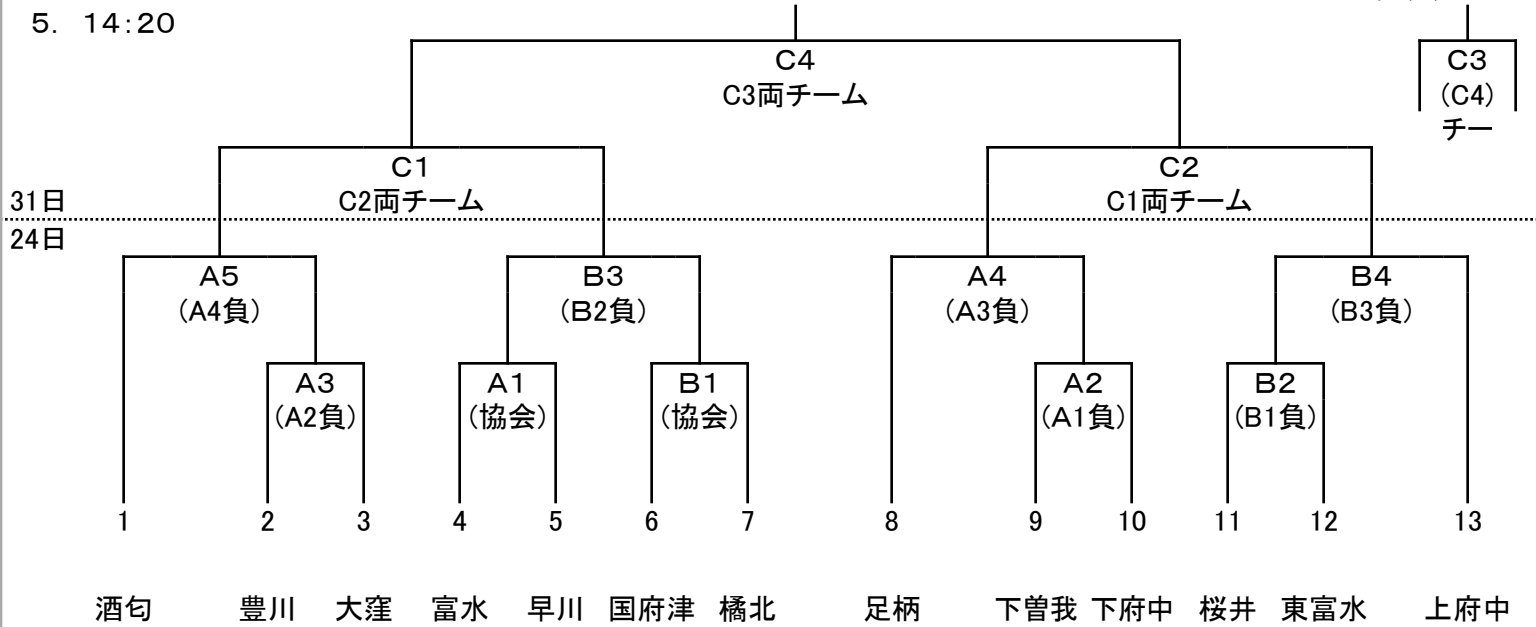 5. 14:20
C4
C3両チーム
C3
(C4)
チー
C1
C2両チーム
C2
C1両チーム
31日
24日
A5
(A4負)
B3
(B2負)
A4
(A3負)
B4
(B3負)
A3
(A2負)
A1
(協会)
B1
(協会)
A2
(A1負)
B2
(B1負)
1 2 3 4 5 6 7 8 9 10 11 12 13
酒匂 豊川 大窪 富水 早川 国府津 橘北 足柄 下曽我 下府中 桜井 東富水 上府中